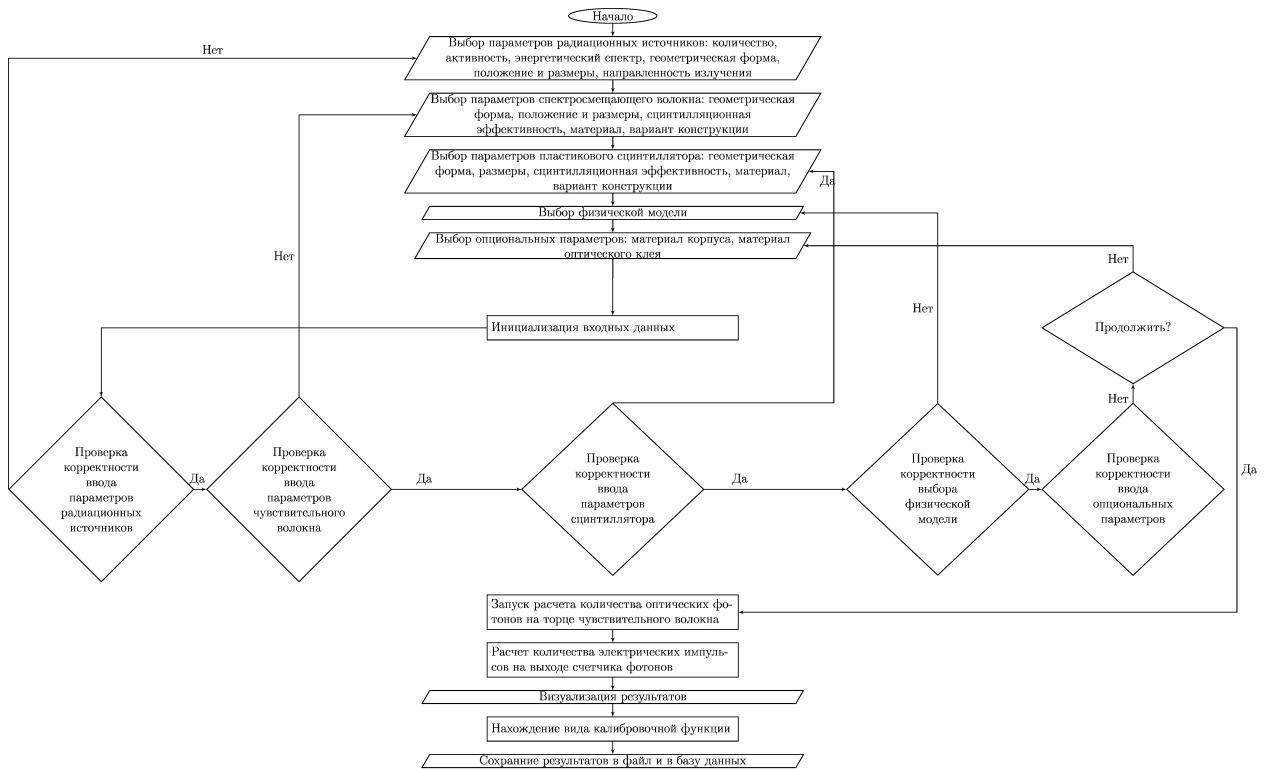 Начало
Нет
Выбор параметров радиационных источников: количество,
активность, энергетический спектр, геометрическая форма,
положение и размеры, направленность излучения
Выбор параметров спектросмещающего волокна: геометрическая
форма, положение и размеры, сцинтилляционная
эффективность, материал, вариант конструкции
Выбор параметров пластикового сцинтиллятора: геометрическая
форма, размеры, сцинтилляционная эффективность, материал,
вариант конструкции
Да
Выбор физической модели
Выбор опциональных параметров: материал корпуса, материал
оптического клея
Нет
Нет
Нет
Инициализация входных данных
Продолжить?
Нет
Проверка
корректности
ввода
параметров
радиационных
источников
Да
Проверка
корректности
ввода
параметров
чувствительного
волокна
Да
Проверка
корректности
ввода
параметров
сцинтиллятора
Да
Проверка
корректности
выбора
физической
модели
Да
Проверка
корректности
ввода
опциональных
параметров
Да
Запуск расчета количества оптических фо-
тонов на торце чувствительного волокна
Расчет количества электрических импуль-
сов на выходе счетчика фотонов
Визуализация результатов
Нахождение вида калибровочной функции
Сохранние результатов в файл и в базу данных